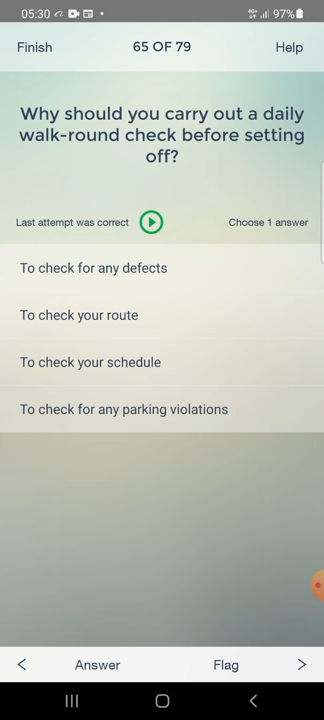 05:30
97%
Finish
65 OF 79
Help
Why should you carry out a daily
walk-round check before setting
off?
Last attempt was correct
Choose 1 answer
To check for any defects
To check your route
To check your schedule
To check for any parking violations
<
Answer
Flag
>